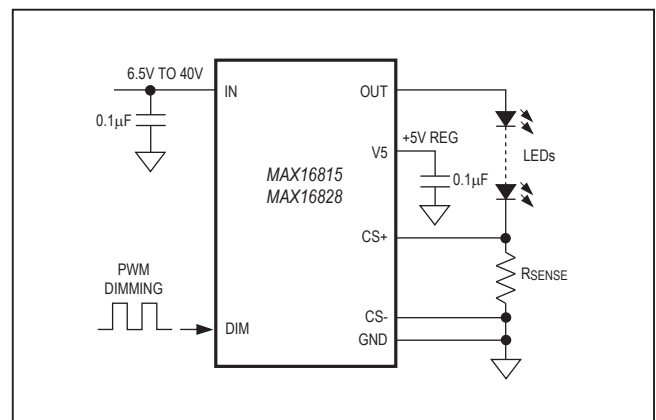 6.5V TO 40V
IN
OUT
0.1µF
+5V REG
V5
LEDs
0.1µF
MAX16815
MAX16828
CS+
RSENSE
PWM
DIMMING
DIM
CS-
GND